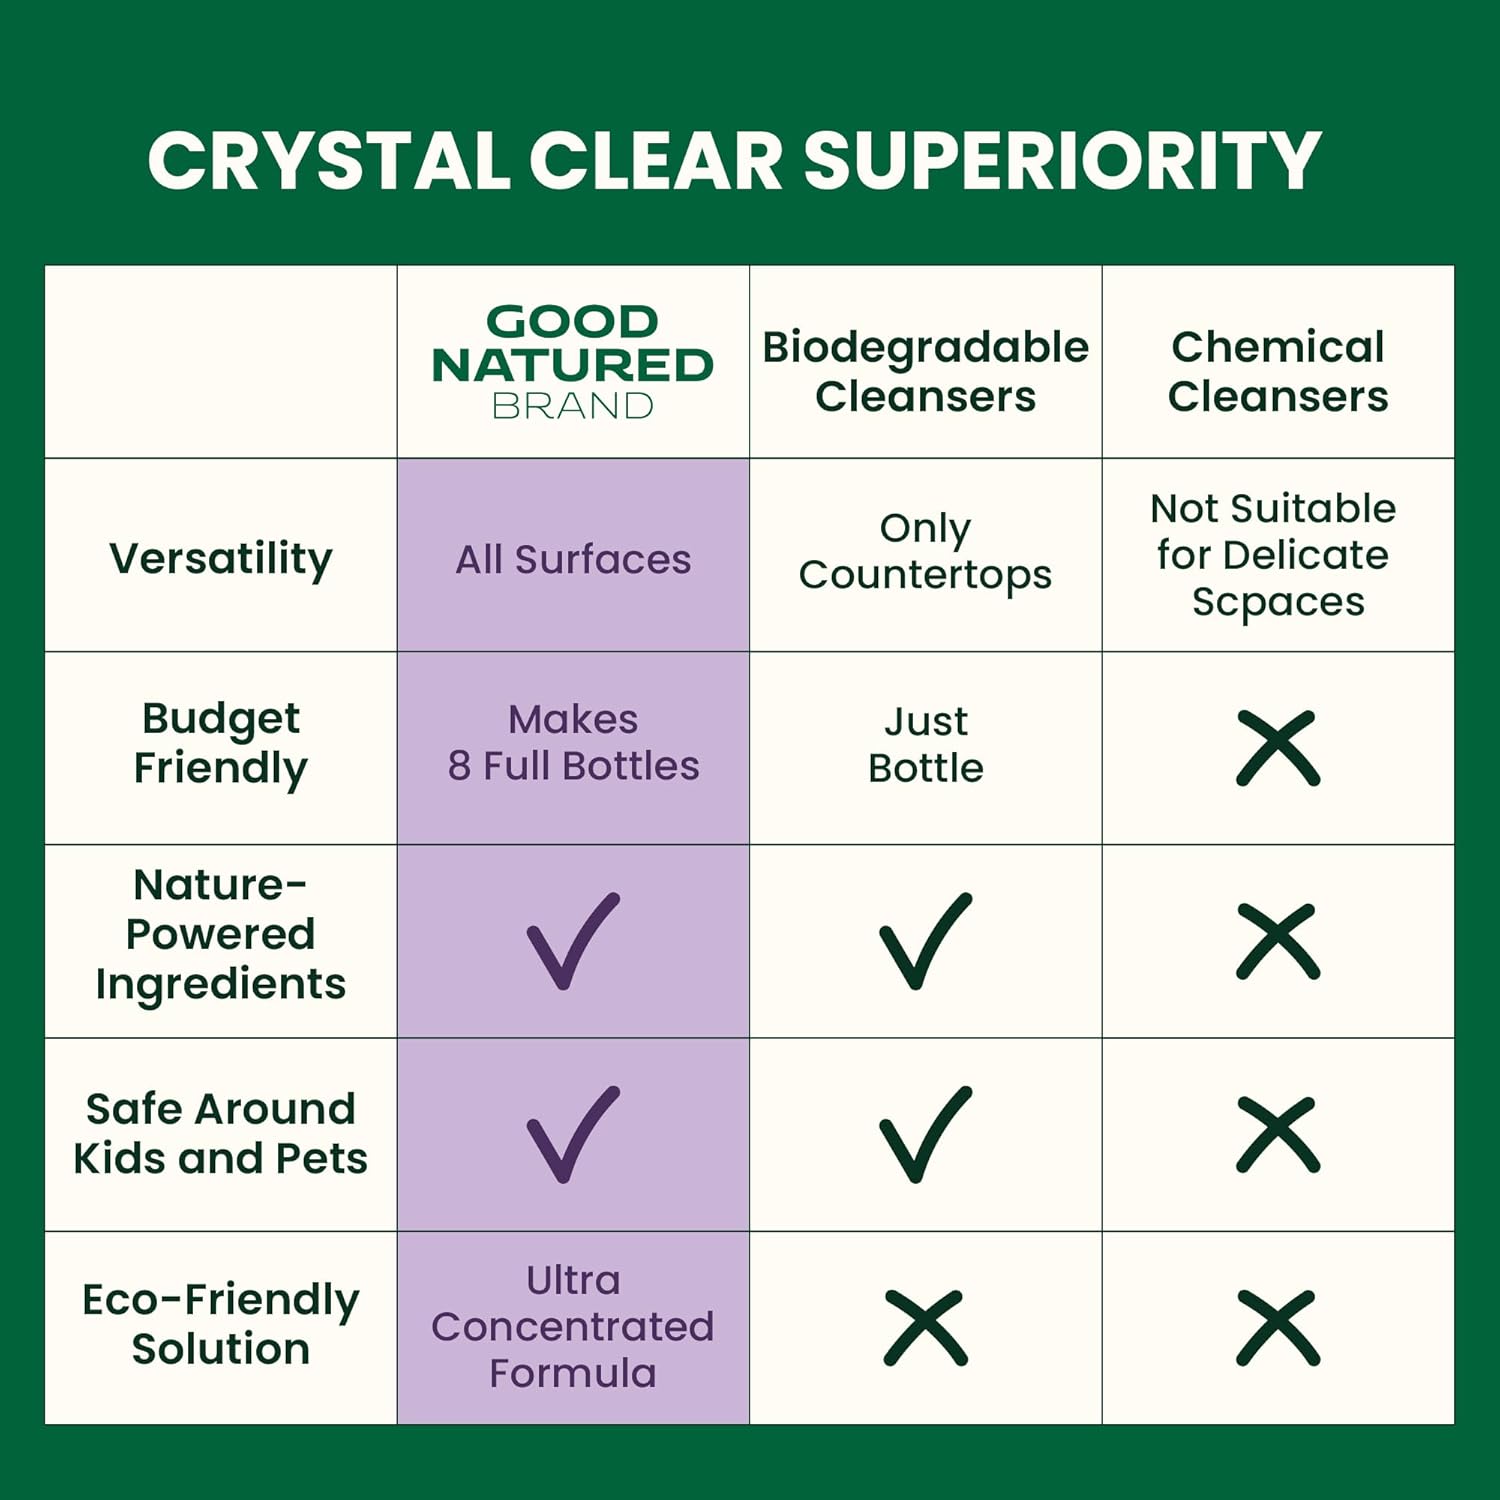 CRYSTAL CLEAR SUPERIORITY
GOOD
NATURED
BRAND
Biodegradable
Cleansers
Chemical
Cleansers
Versatility
All Surfaces
Only
Countertops
Not Suitable
for Delicate
Scpaces
Budget
Friendly
Makes
8 Full Bottles
Just
Bottle
Nature-
Powered
Ingredients
Safe Around
Kids and Pets
Eco-Friendly
Solution
Ultra
Concentrated
Formula